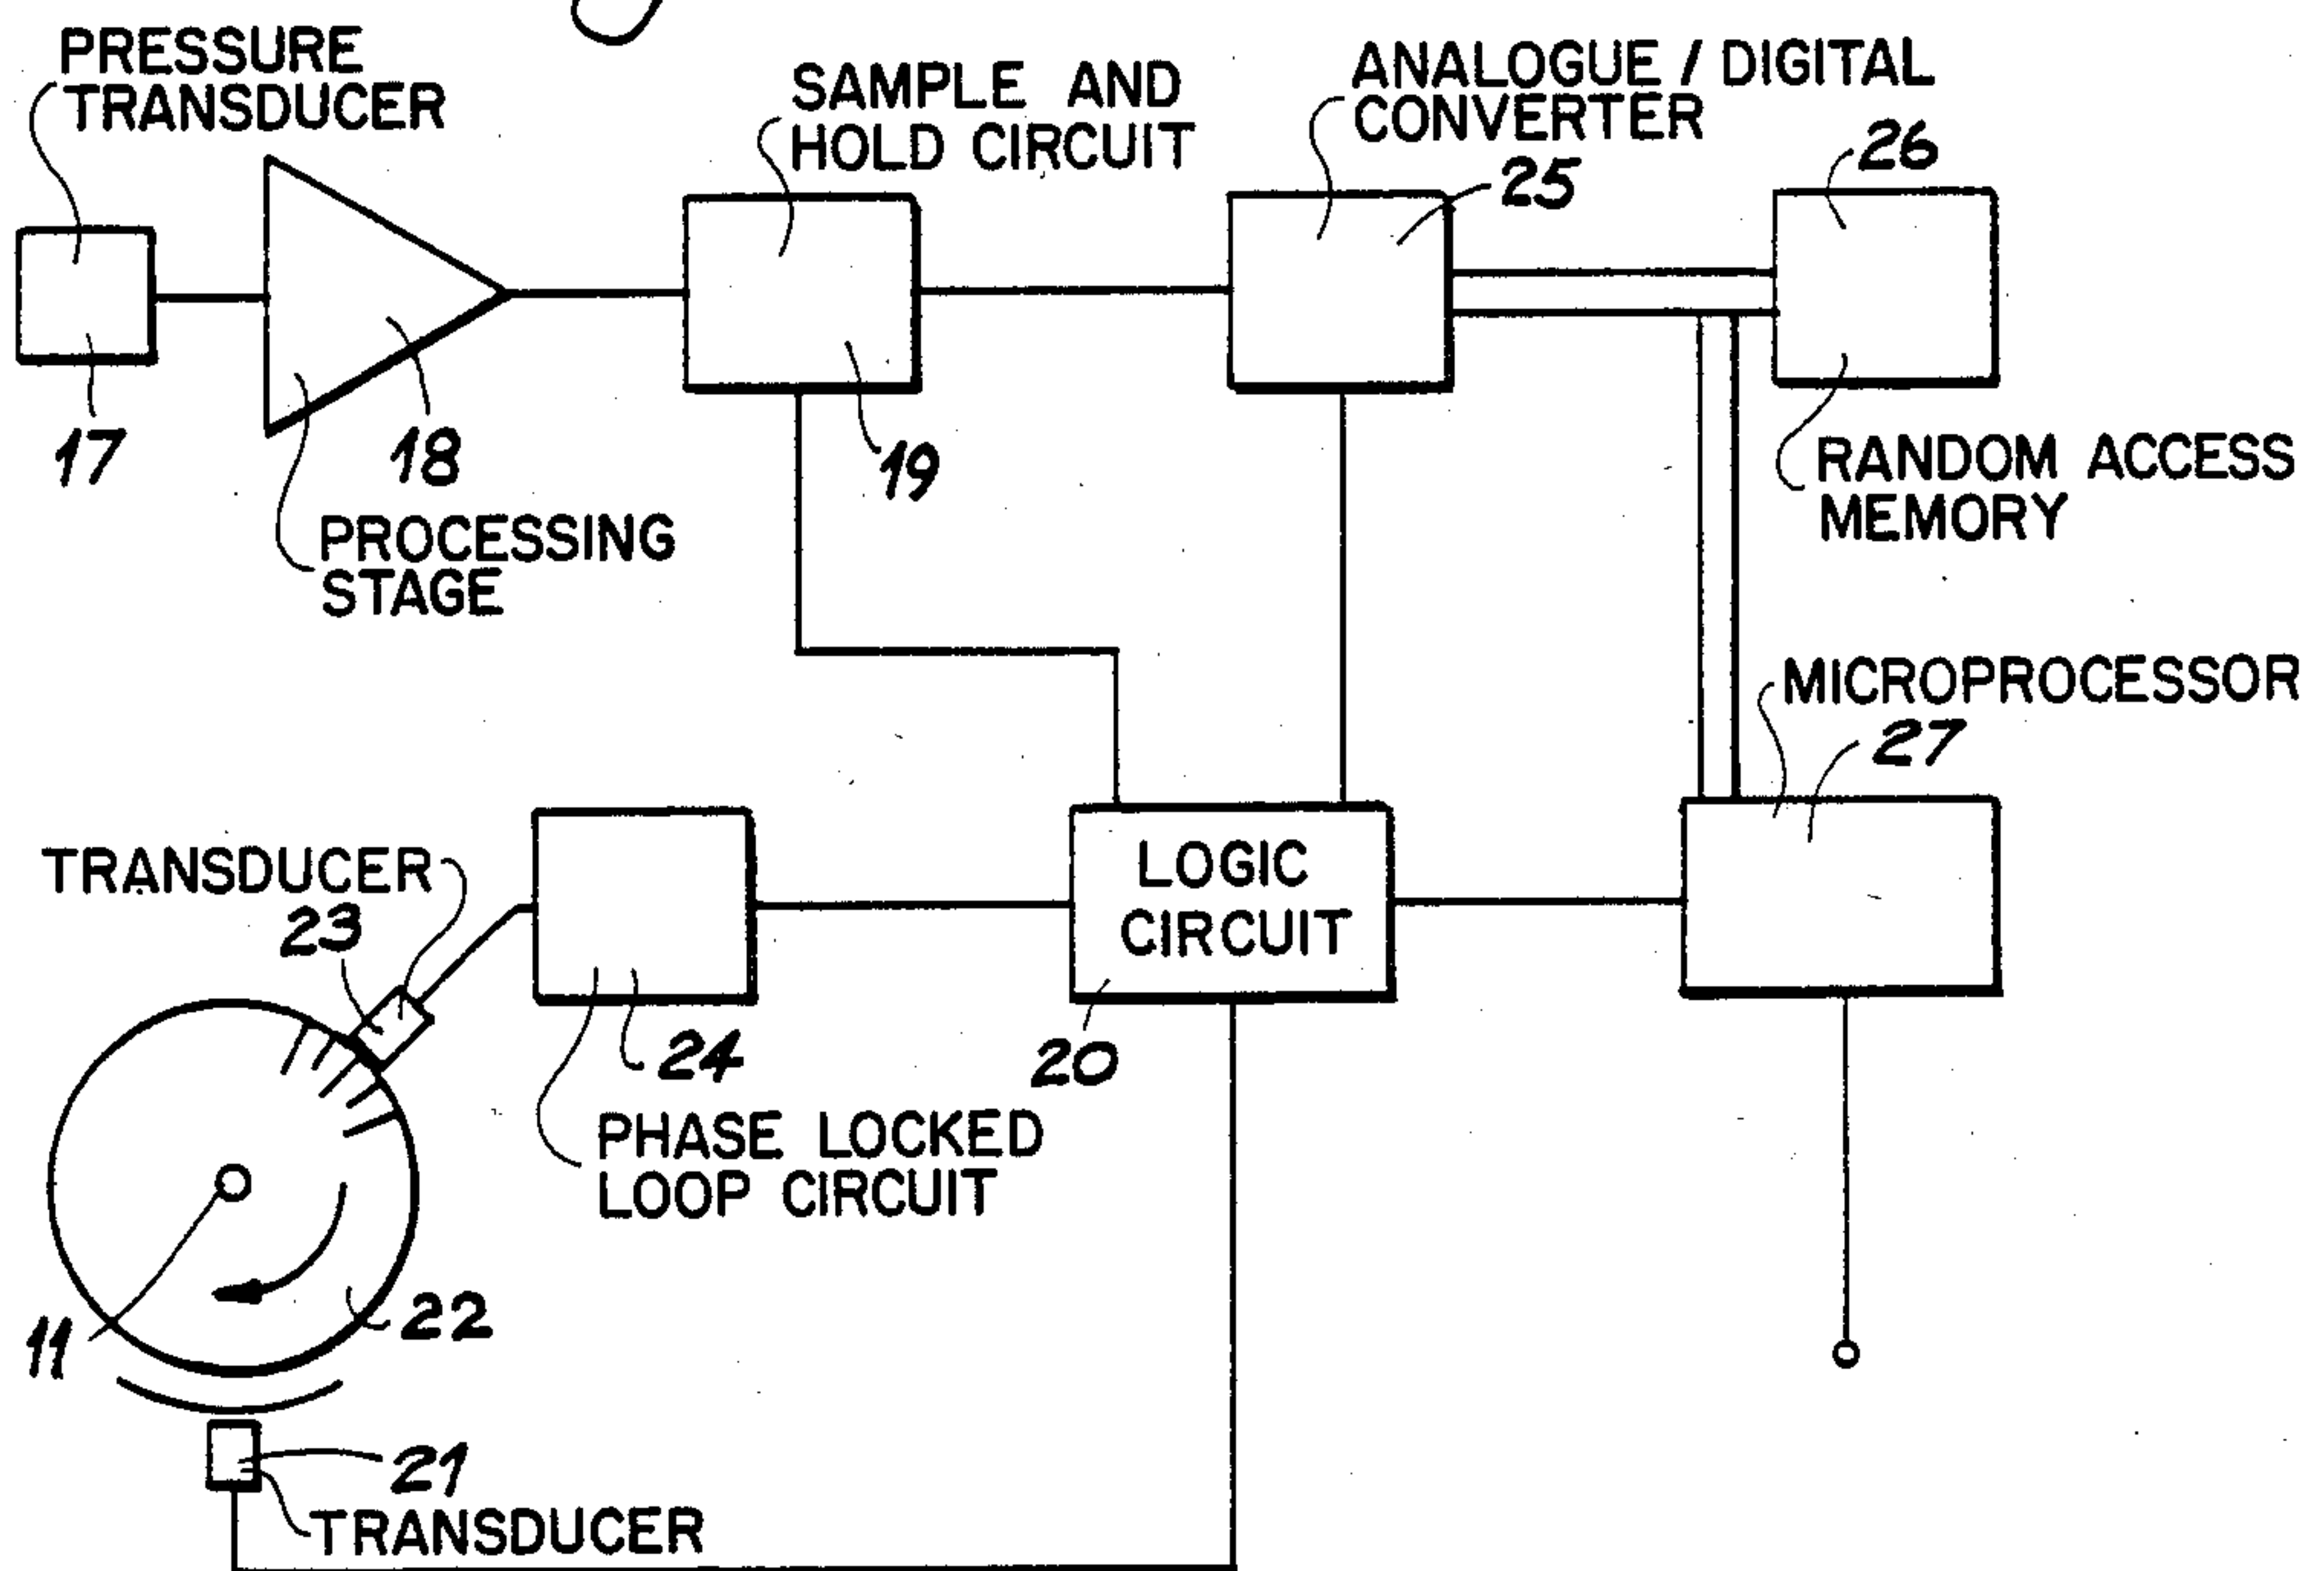 PRESSURE
TRANSDUCER
SAMPLE AND
HOLD CIRCUIT
ANALOGUE / DIGITAL
CONVERTER
25
26
17
18
19
PROCESSING
STAGE
RANDOM ACCESS
MEMORY
MICROPROCESSOR
27
TRANSDUCER
23
LOGIC
CIRCUIT
24
20
PHASE LOCKED
LOOP CIRCUIT
11
22
21
TRANSDUCER